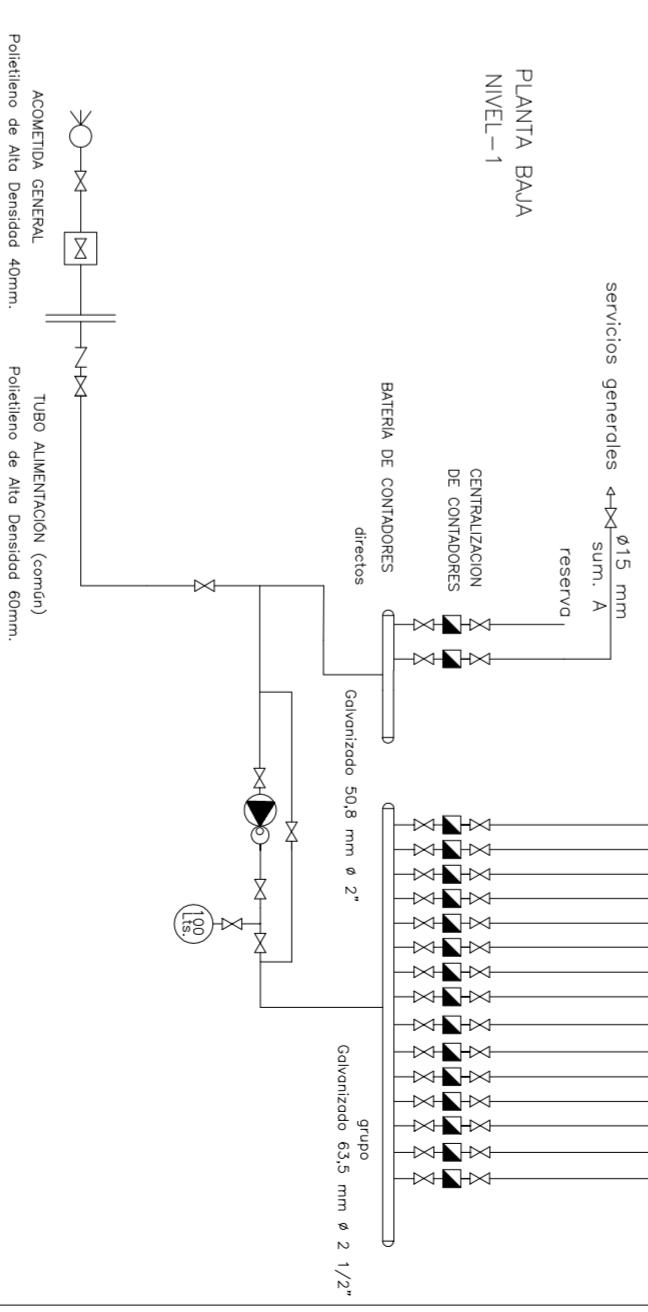 PLANTA BAJA
NIVEL-1
servicios generales
Ø15 mm
sum. A
reserva
CENTRALIZACION
DE CONTADORES
BATERÍA DE CONTADORES
directos
Galvanizado 50,8 mm ø 2"
grupo
Galvanizado 63,5 mm ø 2 1/2"
100
Lts.
ACOMETIDA GENERAL
Polietileno de Alta Densidad 40mm.
TUBO ALIMENTACIÓN (común)
Polietileno de Alta Densidad 60mm.